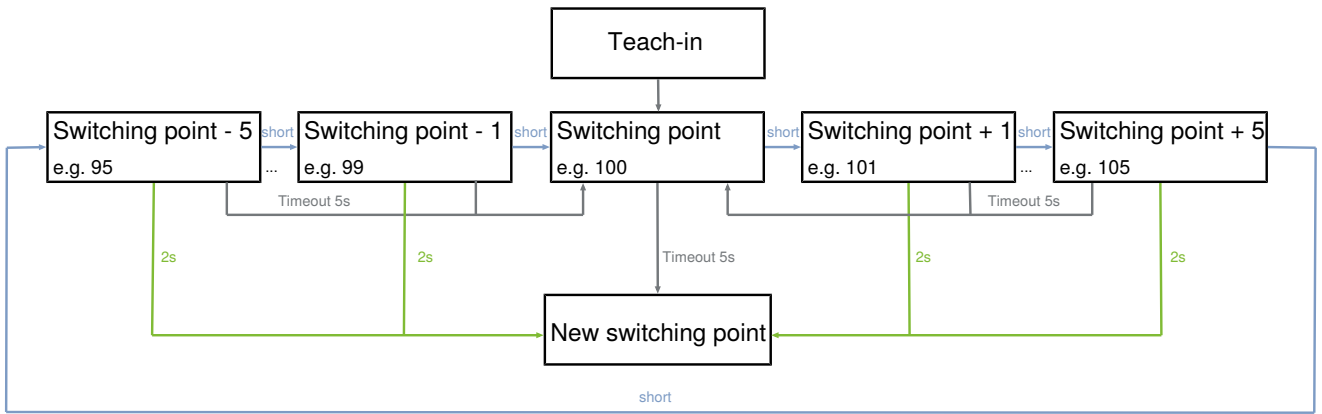 Teach-in
Switching point - 5
e.g. 95
short
...
Switching point - 1
e.g. 99
short
Switching point
e.g. 100
short
Switching point + 1
e.g. 101
short
...
Switching point + 5
e.g. 105
Timeout 5s
Timeout 5s
2s
2s
Timeout 5s
2s
2s
New switching point
short